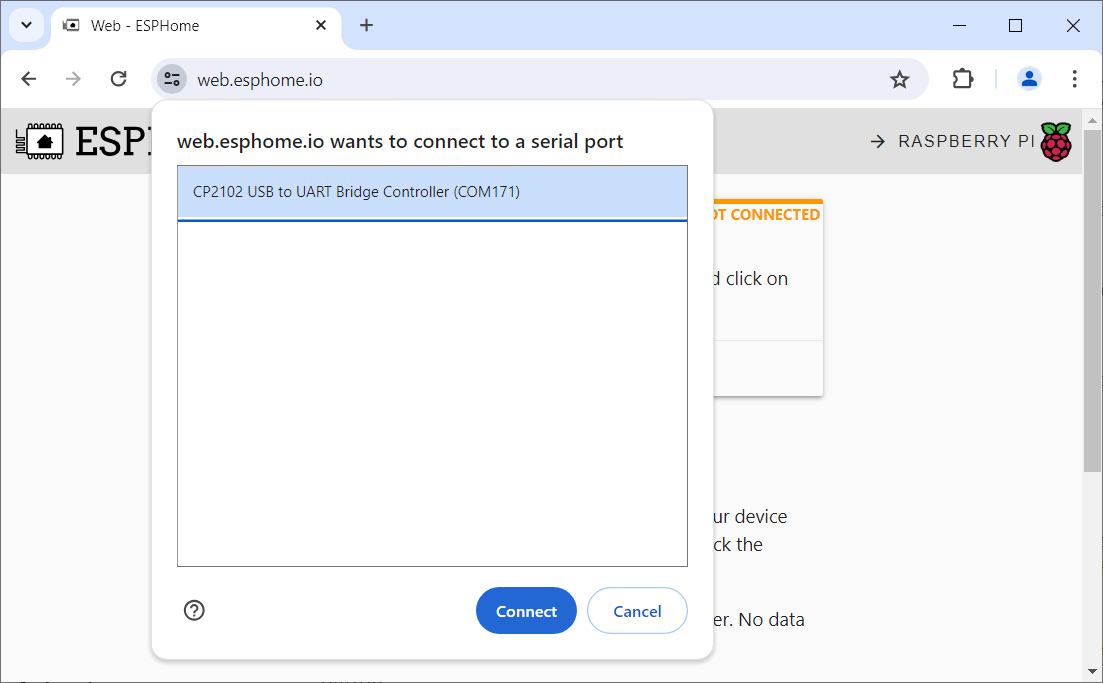 Web - ESPHome
web.esphome.io
ESP
RASPBERRY PI
web.esphome.io wants to connect to a serial port
CP2102 USB to UART Bridge Controller (COM171)
OT CONNECTED
d click on
ur device
ck the
er. No data
Connect
Cancel